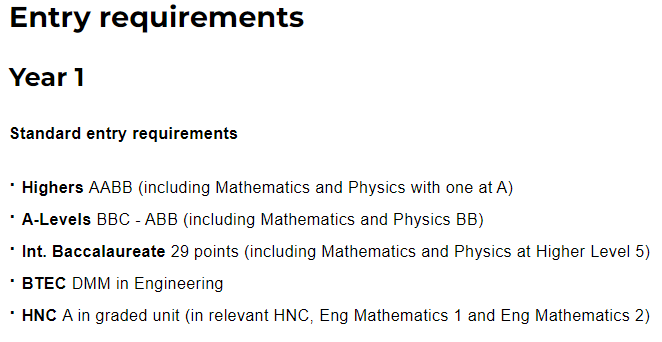 Entry requirements
Year 1
Standard entry requirements
· Highers AABB (including Mathematics and Physics with one at A)
· A-Levels BBC - ABB (including Mathematics and Physics BB)
· Int. Baccalaureate 29 points (including Mathematics and Physics at Higher Level 5)
· BTEC DMM in Engineering
· HNC A in graded unit (in relevant HNC, Eng Mathematics 1 and Eng Mathematics 2)